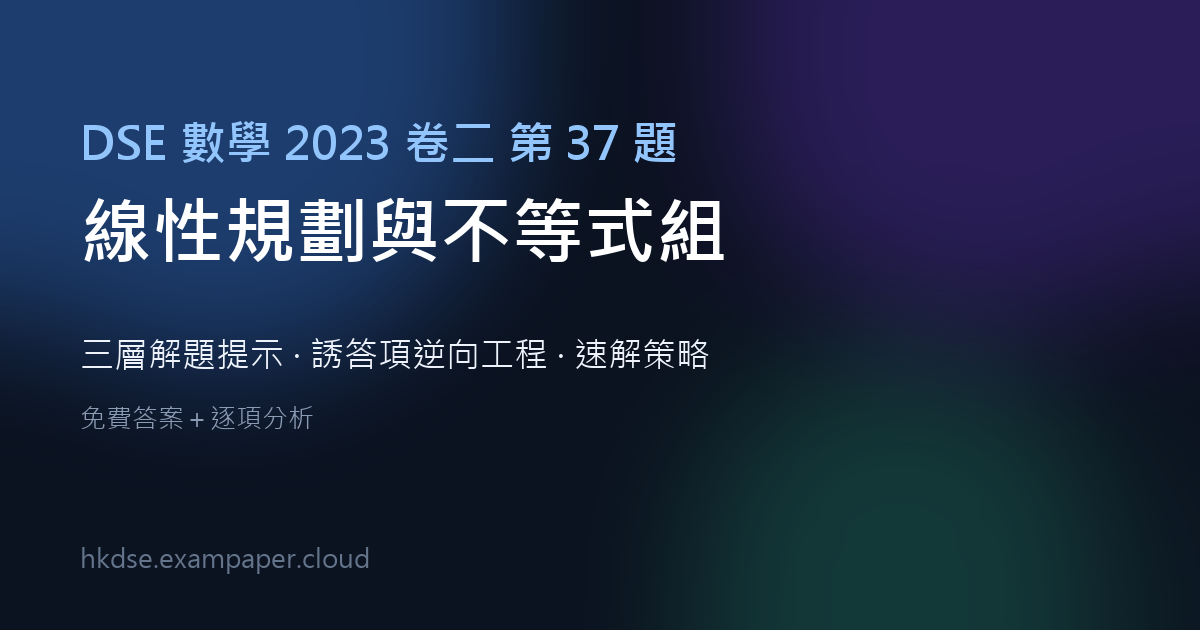 DSE 數學 2023 卷二 第 37 題
線性規劃與不等式組
三層解題提示 · 誘答項逆向工程 · 速解策略
免費答案 + 逐項分析
hkdse.exampaper.cloud